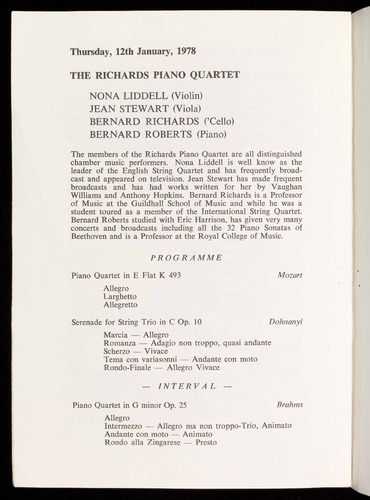 Thursday, 12th January, 1978
THE RICHARDS PIANO QUARTET
NONA LIDDELL (Violin)
JEAN STEWART (Viola)
BERNARD RICHARDS ('Cello)
BERNARD ROBERTS (Piano)
The members of the Richards Piano Quartet are all distinguished
chamber music performers. Nona Liddell is well know as the
leader of the English String Quartet and has frequently broad-
cast and appeared on television. Jean Stewart has made frequent
broadcasts and has had works written for her by Vaughan
Williams and Anthony Hopkins. Bernard Richards is a Professor
of Music at the Guildhall School of Music and while he was a
student toured as a member of the International String Quartet.
Bernard Roberts studied with Eric Harrison, has given very many
concerts and broadcasts including all the 32 Piano Sonatas of
Beethoven and is a Professor at the Royal College of Music.
PROGRAMME
Piano Quartet in E Flat K 493 Mozart
Allegro
Larghetto
Allegretto
Serenade for String Trio in C Op. 10 Dohnanyi
Marcia — Allegro
Romanza — Adagio non troppo, quasi andante
Scherzo — Vivace
Tema con variasonni — Andante con moto
Rondo-Finale — Allegro Vivace
— INTERVAL —
Piano Quartet in G minor Op. 25 Brahms
Allegro
Intermezzo — Allegro ma non troppo-Trio, Animato
Andante con moto — Animato
Rondo alla Zingarese — Presto